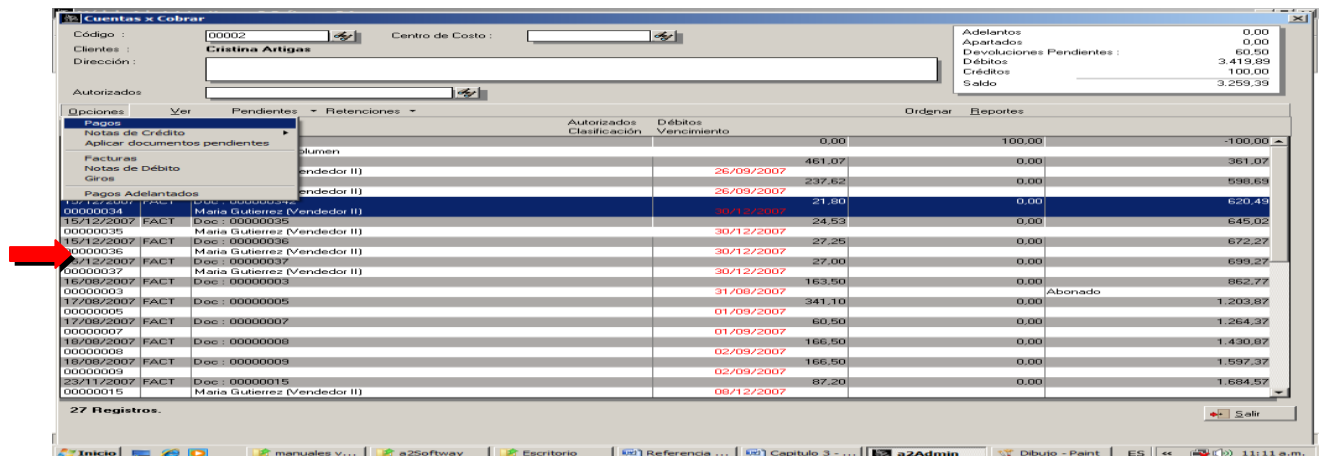 Cuentas x Cobrar
Código : 00002 Centro de Costo :
Clientes : Cristina Artigas
Dirección :
Autorizados
Adelantos 0,00
Apartados 0,00
Devoluciones Pendientes : 60,50
Débitos 3.419,89
Créditos 100,00
Saldo 3.259,39
Opciones Ver Pendientes Retenciones Ordenar Reportes
Pagos
Notas de Crédito
Aplicar documentos pendientes
Facturas
Notas de Débito
Giros
Pagos Adelantados
Autorizados Débitos
Clasificación Vencimiento
0,00 100,00 -100,00
olumen
461,07 0,00 361,07
endedor II) 26/09/2007
237,62 0,00 598,69
endedor II) 26/09/2007
15/12/2007 FACT Doc : 000000342 21,80 0,00 620,49
00000034 Maria Gutierrez (Vendedor II) 30/12/2007
15/12/2007 FACT Doc : 00000035 24,53 0,00 645,02
00000035 Maria Gutierrez (Vendedor II) 30/12/2007
15/12/2007 FACT Doc : 00000036 27,25 0,00 672,27
00000036 Maria Gutierrez (Vendedor II) 30/12/2007
15/12/2007 FACT Doc : 00000037 27,00 0,00 699,27
00000037 Maria Gutierrez (Vendedor II) 30/12/2007
16/08/2007 FACT Doc : 00000003 163,50 0,00 862,77
00000003 31/08/2007 Abonado
17/08/2007 FACT Doc : 00000005 341,10 0,00 1.203,87
00000005 01/09/2007
17/08/2007 FACT Doc : 00000007 60,50 0,00 1.264,37
00000007 01/09/2007
18/08/2007 FACT Doc : 00000008 166,50 0,00 1.430,87
00000008 02/09/2007
18/08/2007 FACT Doc : 00000009 166,50 0,00 1.597,37
00000009 02/09/2007
23/11/2007 FACT Doc : 00000015 87,20 0,00 1.684,57
00000015 Maria Gutierrez (Vendedor II) 08/12/2007
27 Registros. Salir
Inicio manuales y... a2Softway Escritorio Referencia ... Capitulo 3 - ... a2Admin Dibujo - Paint ES « 11:11 a.m.